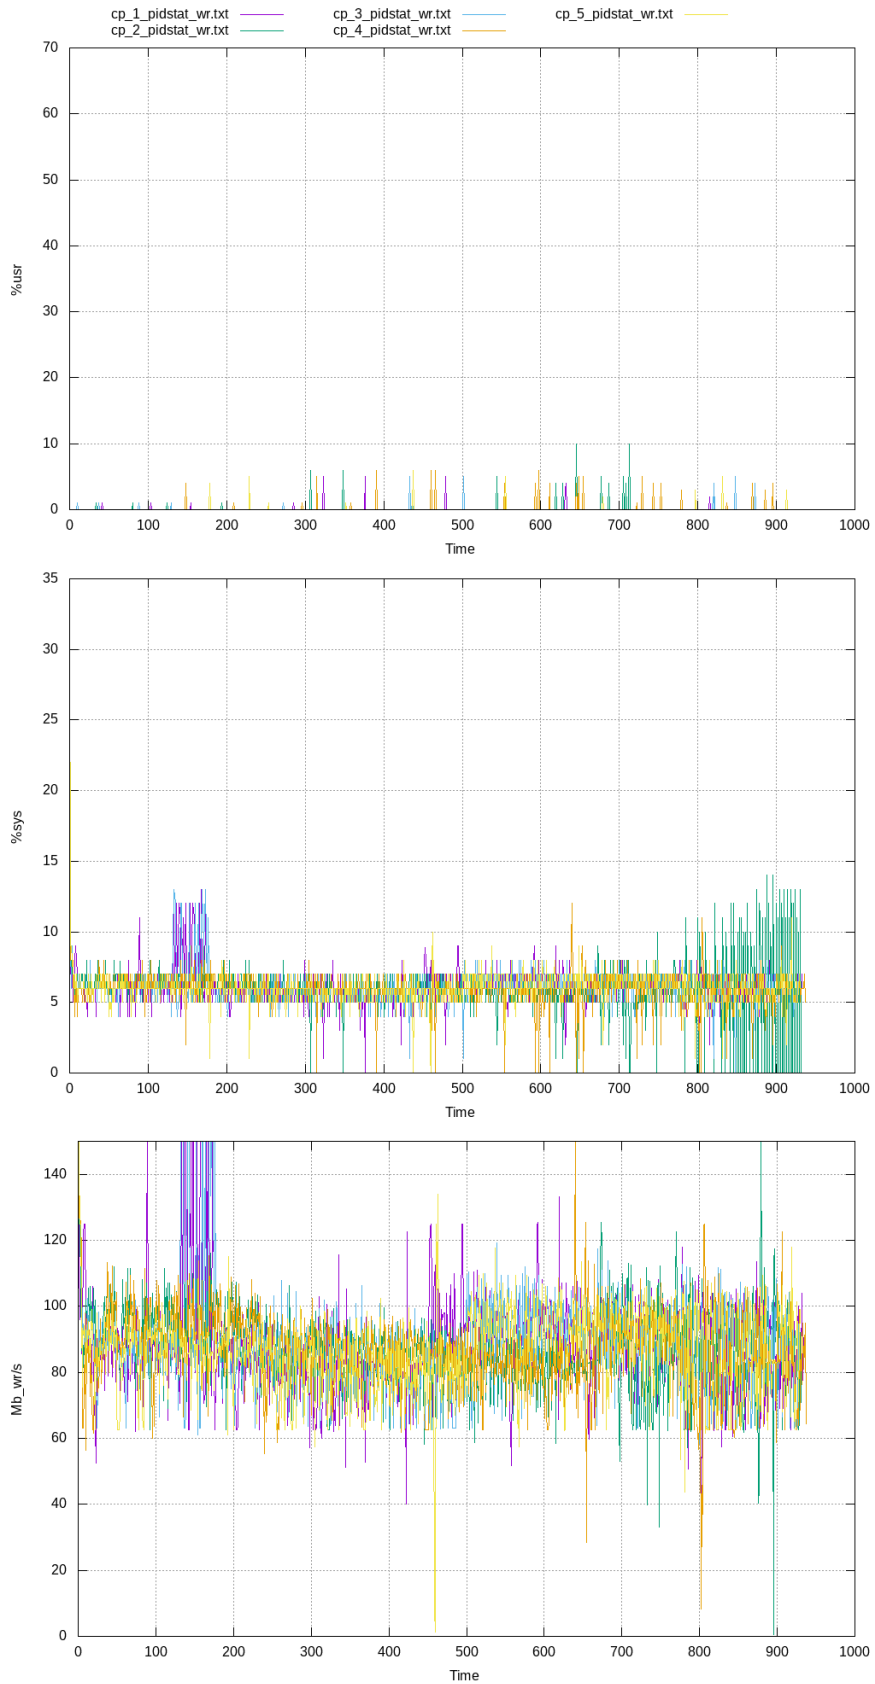 cp_1_pidstat_wr.txt cp_3_pidstat_wr.txt cp_5_pidstat_wr.txt
cp_2_pidstat_wr.txt cp_4_pidstat_wr.txt
70
60
50
40
30
20
10
0
%usr
0 100 200 300 400 500 600 700 800 900 1000
Time
35
30
25
20
15
10
5
0
%sys
0 100 200 300 400 500 600 700 800 900 1000
Time
140
120
100
80
60
40
20
0
Mb_wr/s
0 100 200 300 400 500 600 700 800 900 1000
Time